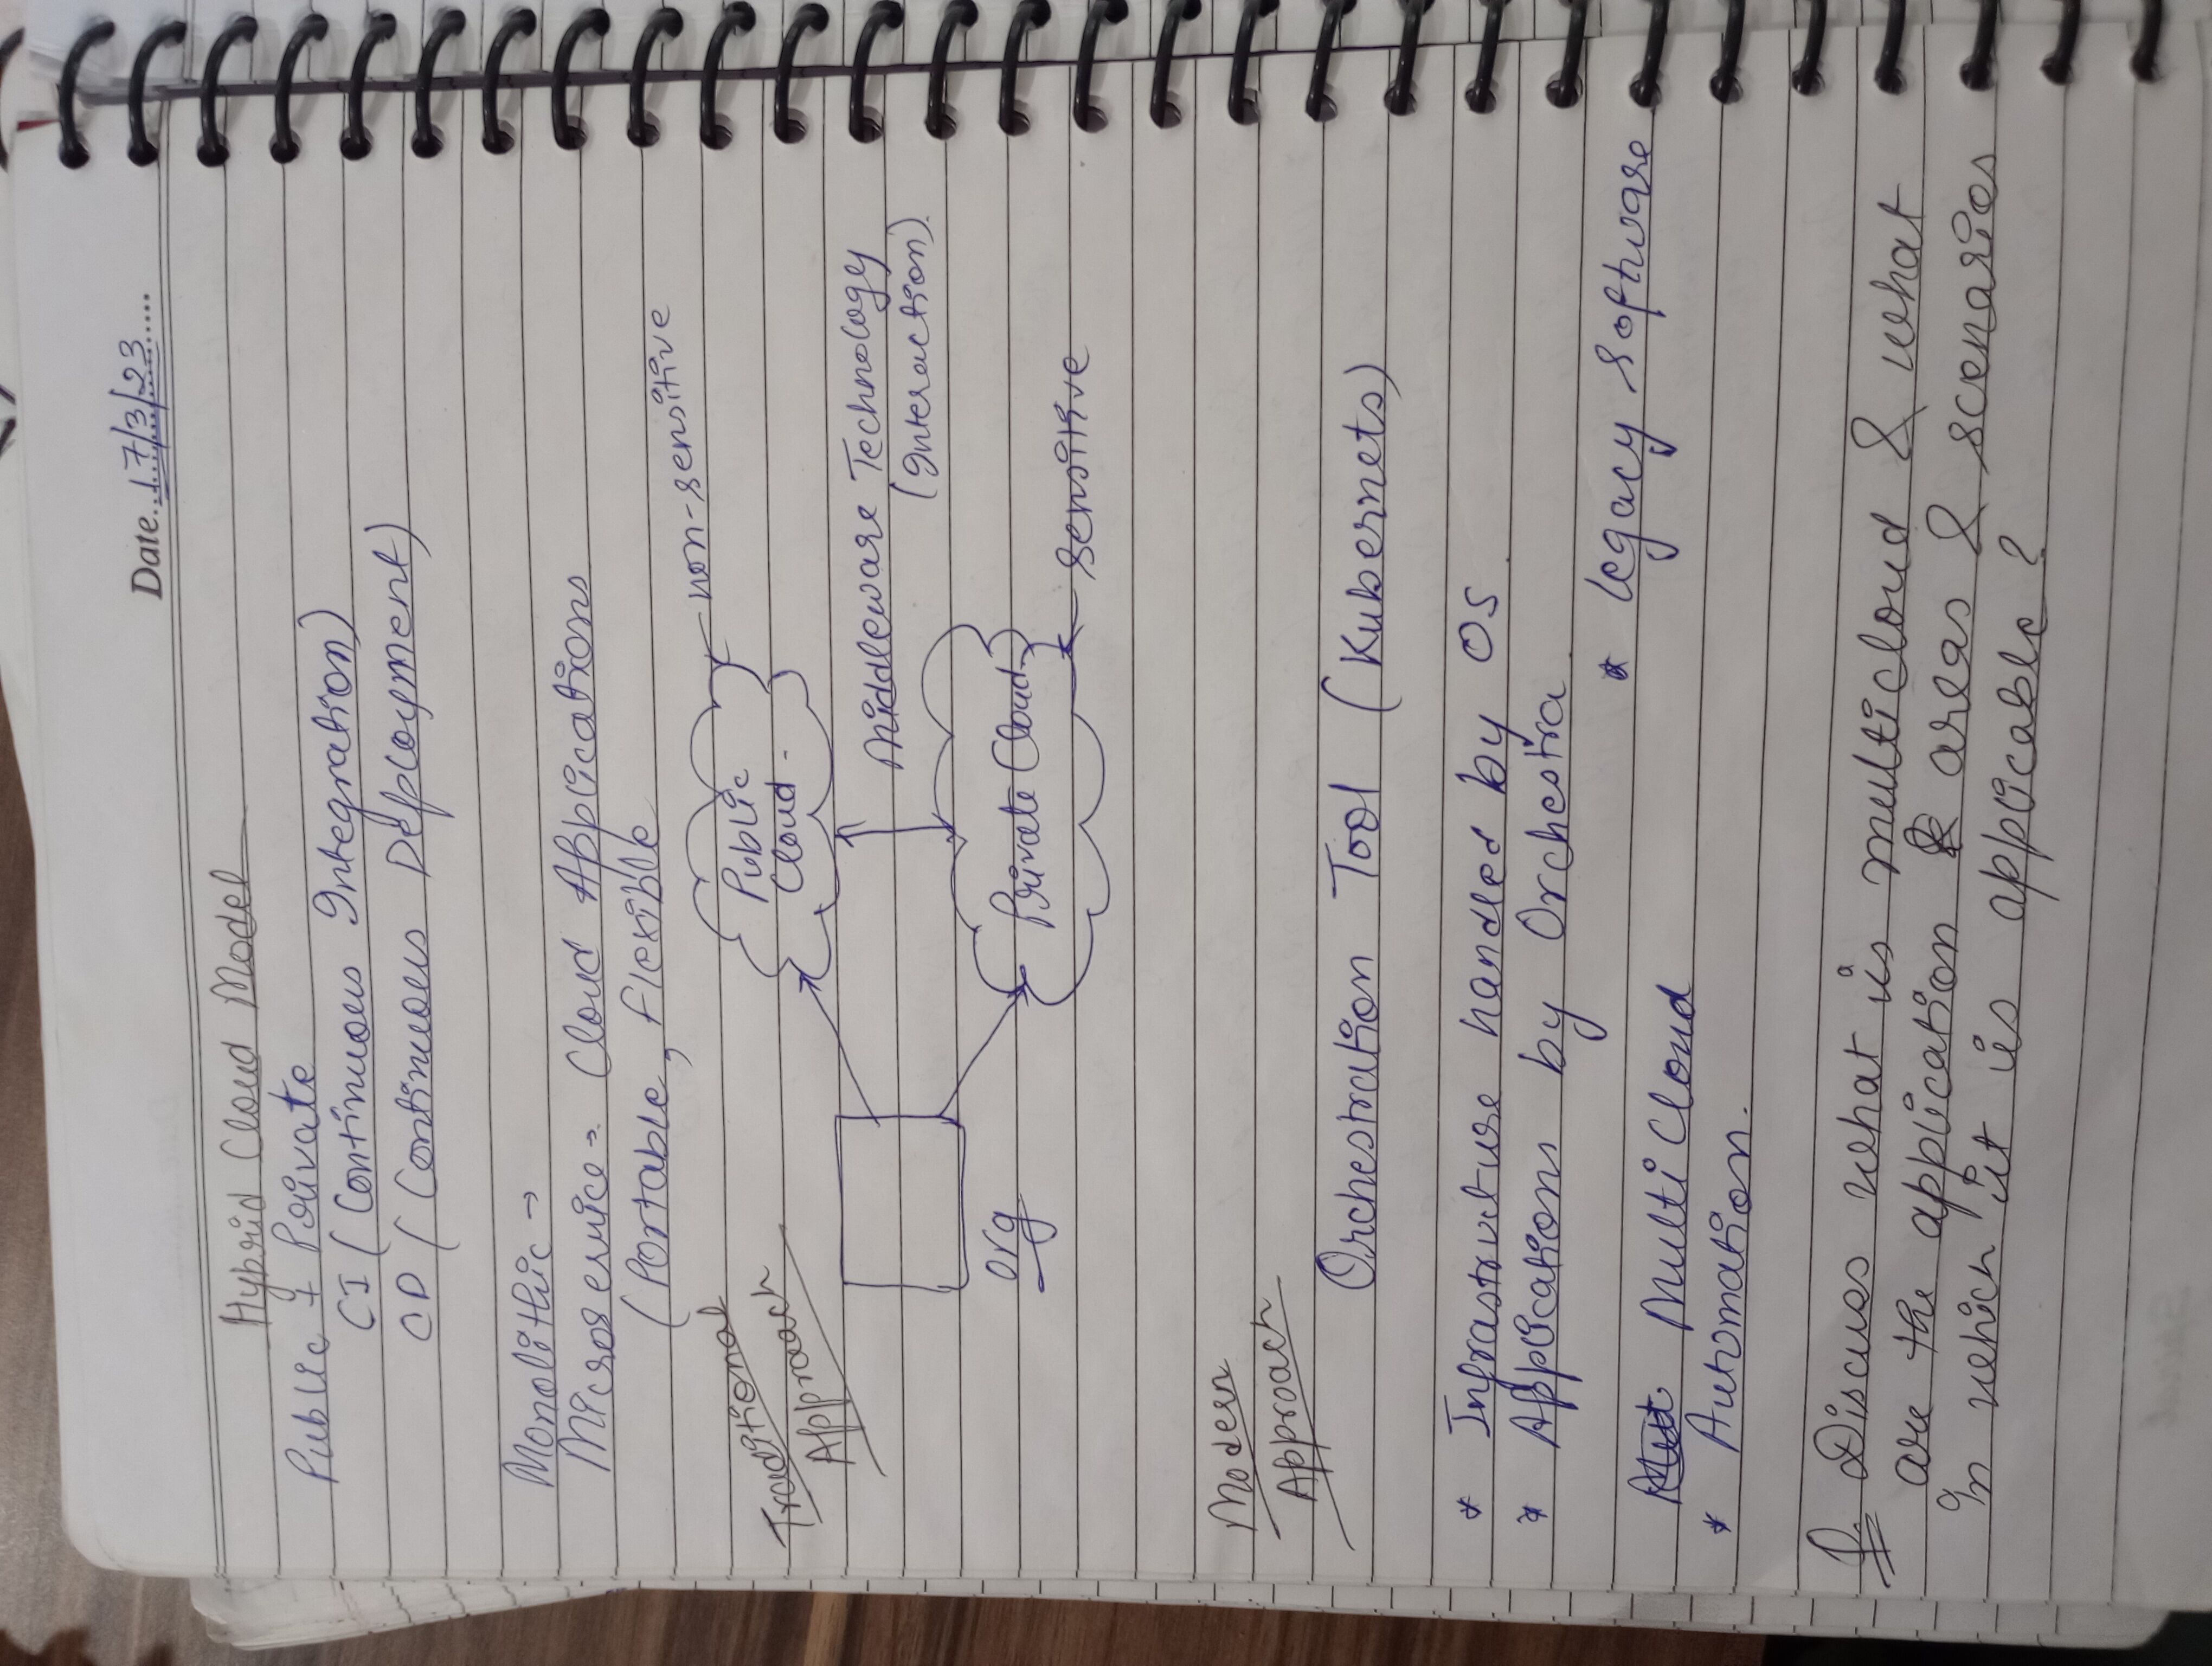 Date....17/3/23....
Hybrid Cloud Model
Public + Private
CI (Continuous Integration)
CD (Continuous Defployment)
Monolithic →
Microservice → Cloud Applications
(Portable, flexible
Traditional
Approach
Public
Cloud
non-sensitive
Middleware Technology
(Interaction)
Private Cloud
sensitive
org
Modern
Approach
Orchestration Tool (Kubernets)
* Infrastruture handled by OS
* Applications by Orchestra
* legacy software
Multi Cloud
* Automation.
Q. Discuss what is multicloud & what
are the application areas & scenarios
in which it is applicable?